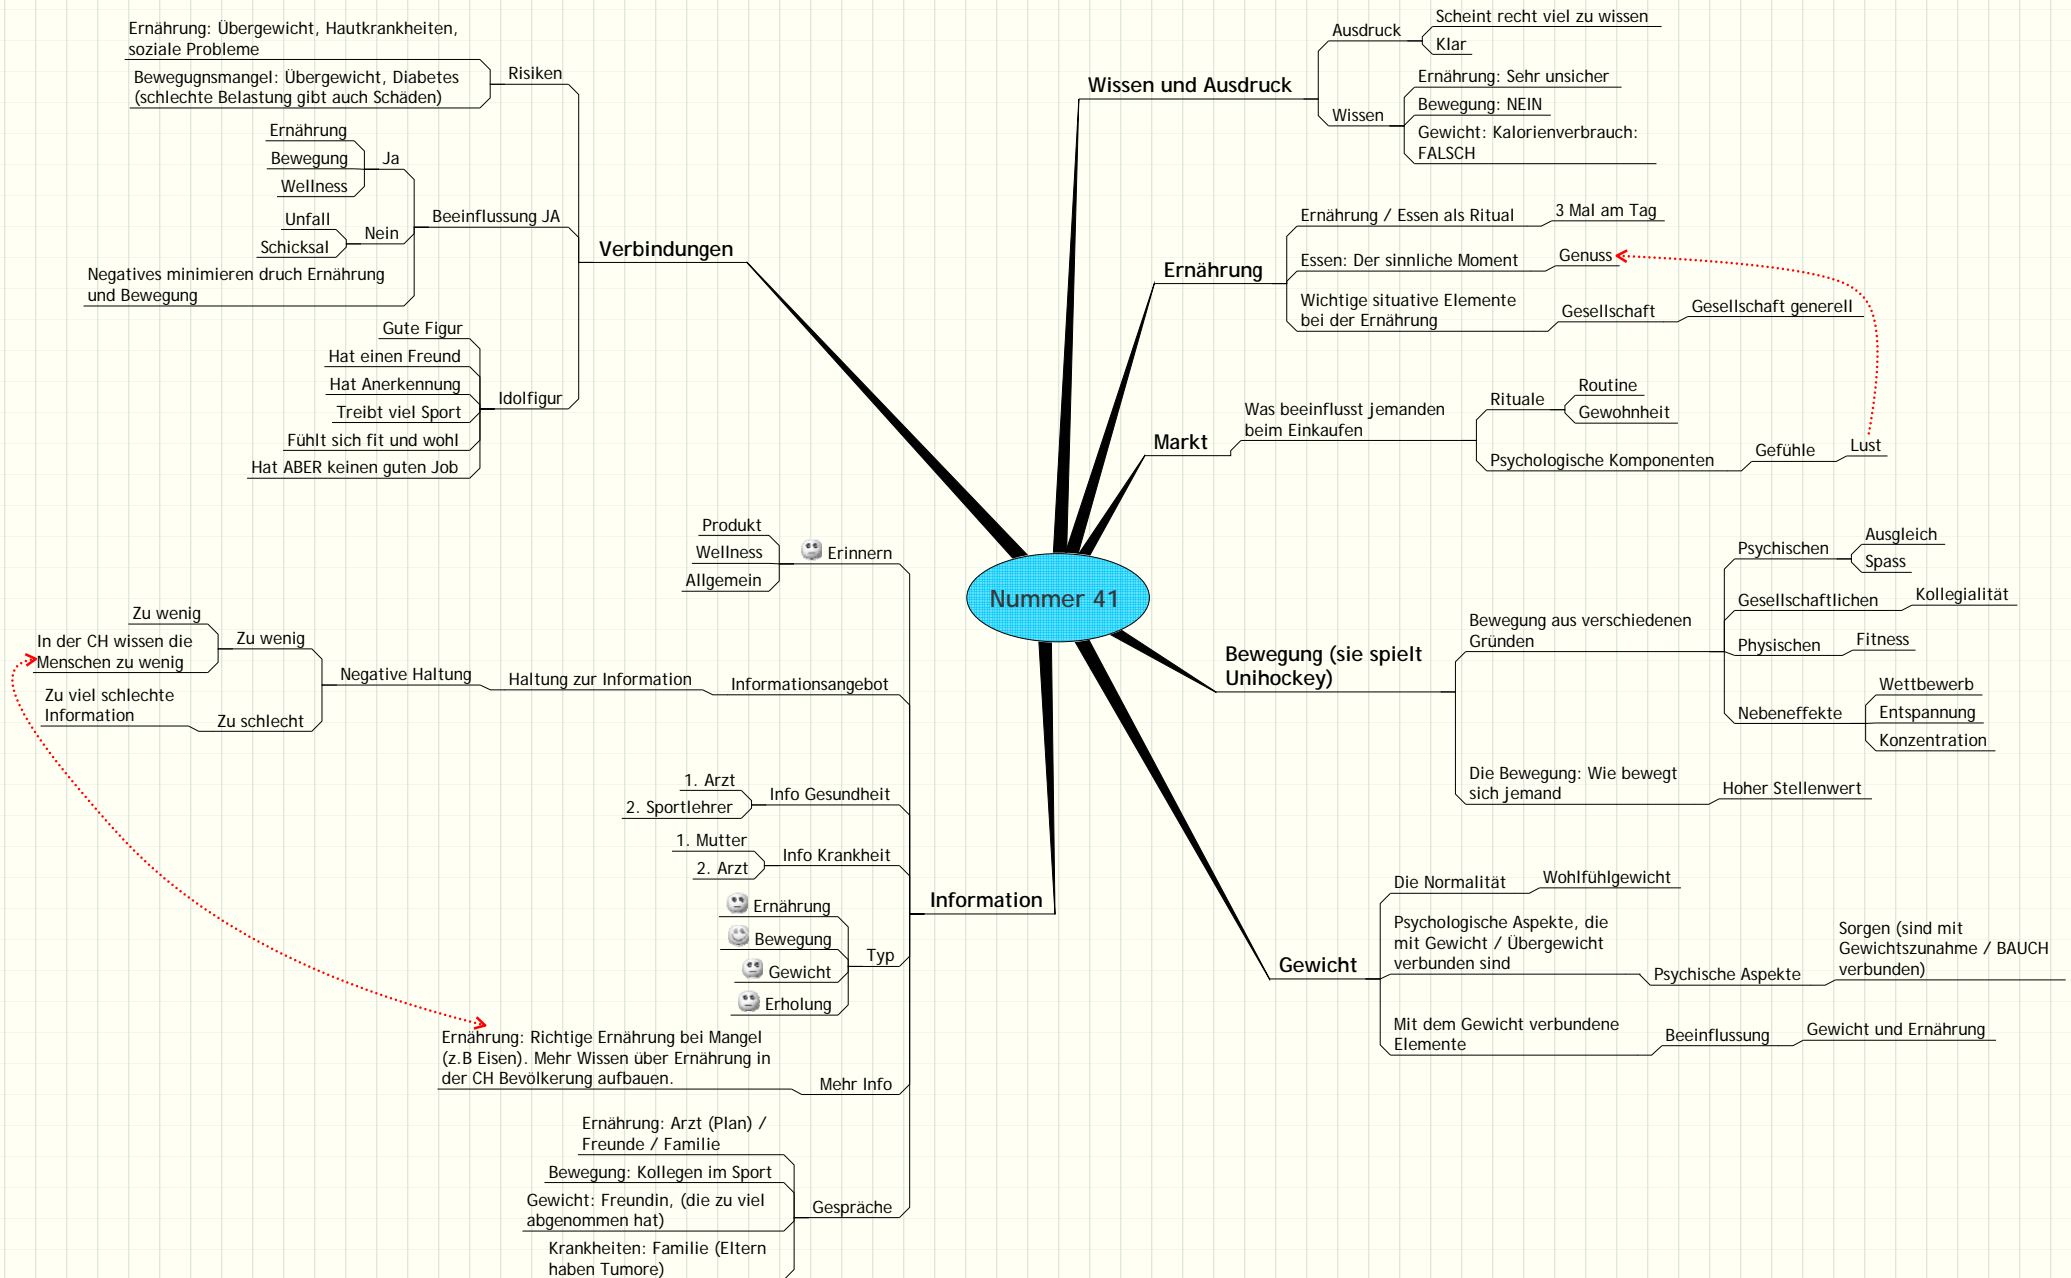 Nummer 41
Wissen und Ausdruck
Ausdruck
Scheint recht viel zu wissen
Klar
Wissen
Ernährung: Sehr unsicher
Bewegung: NEIN
Gewicht: Kalorienverbrauch:
FALSCH
Ernährung
Ernährung / Essen als Ritual
3 Mal am Tag
Essen: Der sinnliche Moment
Genuss
Wichtige situative Elemente
bei der Ernährung
Gesellschaft
Gesellschaft generell
Markt
Was beeinflusst jemanden
beim Einkaufen
Rituale
Routine
Gewohnheit
Psychologische Komponenten
Gefühle
Lust
Bewegung (sie spielt
Unihockey)
Bewegung aus verschiedenen
Gründen
Psychischen
Ausgleich
Spass
Gesellschaftlichen
Kollegialität
Physischen
Fitness
Nebeneffekte
Wettbewerb
Entspannung
Konzentration
Die Bewegung: Wie bewegt
sich jemand
Hoher Stellenwert
Gewicht
Die Normalität
Wohlfühlgewicht
Psychologische Aspekte, die
mit Gewicht / Übergewicht
verbunden sind
Psychische Aspekte
Sorgen (sind mit
Gewichtszunahme / BAUCH
verbunden)
Mit dem Gewicht verbundene
Elemente
Beeinflussung
Gewicht und Ernährung
Verbindungen
Risiken
Ernährung: Übergewicht, Hautkrankheiten,
soziale Probleme
Bewegugnsmangel: Übergewicht, Diabetes
(schlechte Belastung gibt auch Schäden)
Beeinflussung JA
Ja
Ernährung
Bewegung
Wellness
Nein
Unfall
Schicksal
Negatives minimieren druch Ernährung
und Bewegung
Idolfigur
Gute Figur
Hat einen Freund
Hat Anerkennung
Treibt viel Sport
Fühlt sich fit und wohl
Hat ABER keinen guten Job
Information
Erinnern
Produkt
Wellness
Allgemein
Informationsangebot
Haltung zur Information
Negative Haltung
Zu wenig
Zu wenig
In der CH wissen die
Menschen zu wenig
Zu schlecht
Zu viel schlechte
Information
Info Gesundheit
1. Arzt
2. Sportlehrer
Info Krankheit
1. Mutter
2. Arzt
Typ
Ernährung
Bewegung
Gewicht
Erholung
Mehr Info
Ernährung: Richtige Ernährung bei Mangel
(z.B Eisen). Mehr Wissen über Ernährung in
der CH Bevölkerung aufbauen.
Gespräche
Ernährung: Arzt (Plan) /
Freunde / Familie
Bewegung: Kollegen im Sport
Gewicht: Freundin, (die zu viel
abgenommen hat)
Krankheiten: Familie (Eltern
haben Tumore)